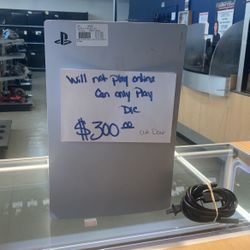 Will not play online
Can only Play
Disc
$300.00